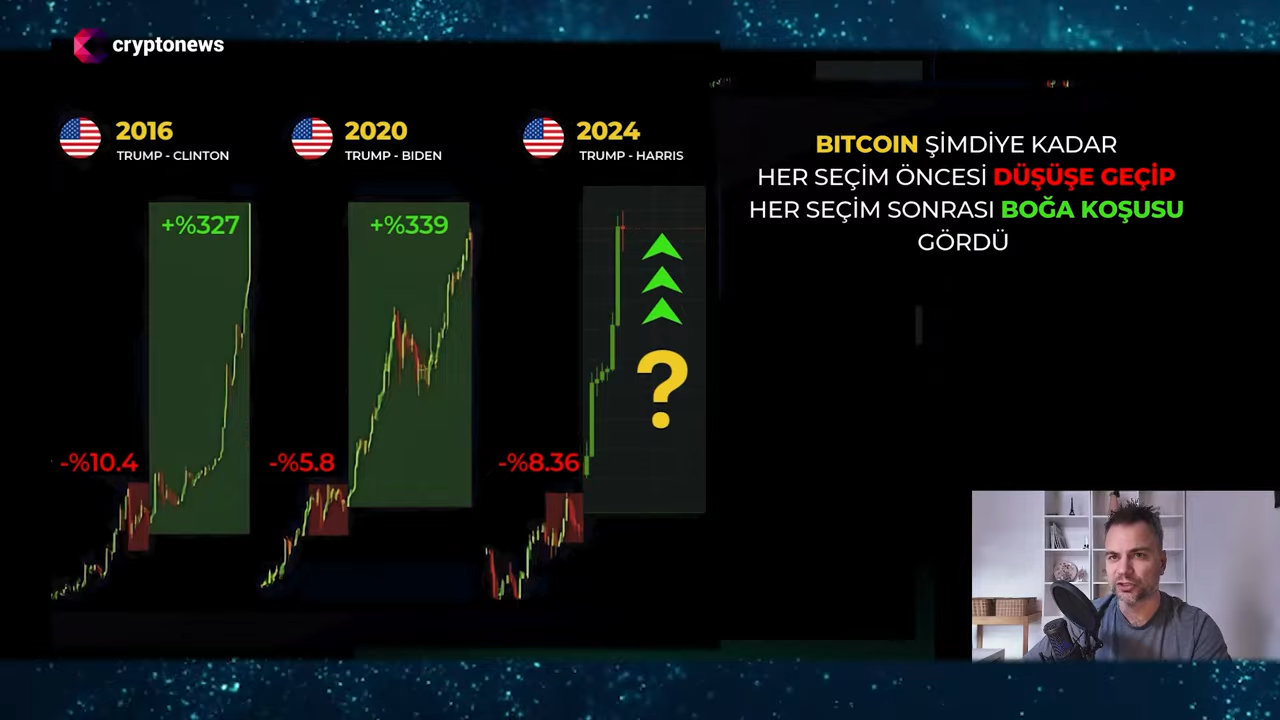 cryptonews
2016
TRUMP - CLINTON
2020
TRUMP - BIDEN
2024
TRUMP - HARRIS
+%327
+%339
?
-%10.4
-%5.8
-%8.36
BITCOIN ŞİMDİYE KADAR
HER SEÇİM ÖNCESİ DÜŞÜŞE GEÇİP
HER SEÇİM SONRASI BOĞA KOŞUSU
GÖRDÜ